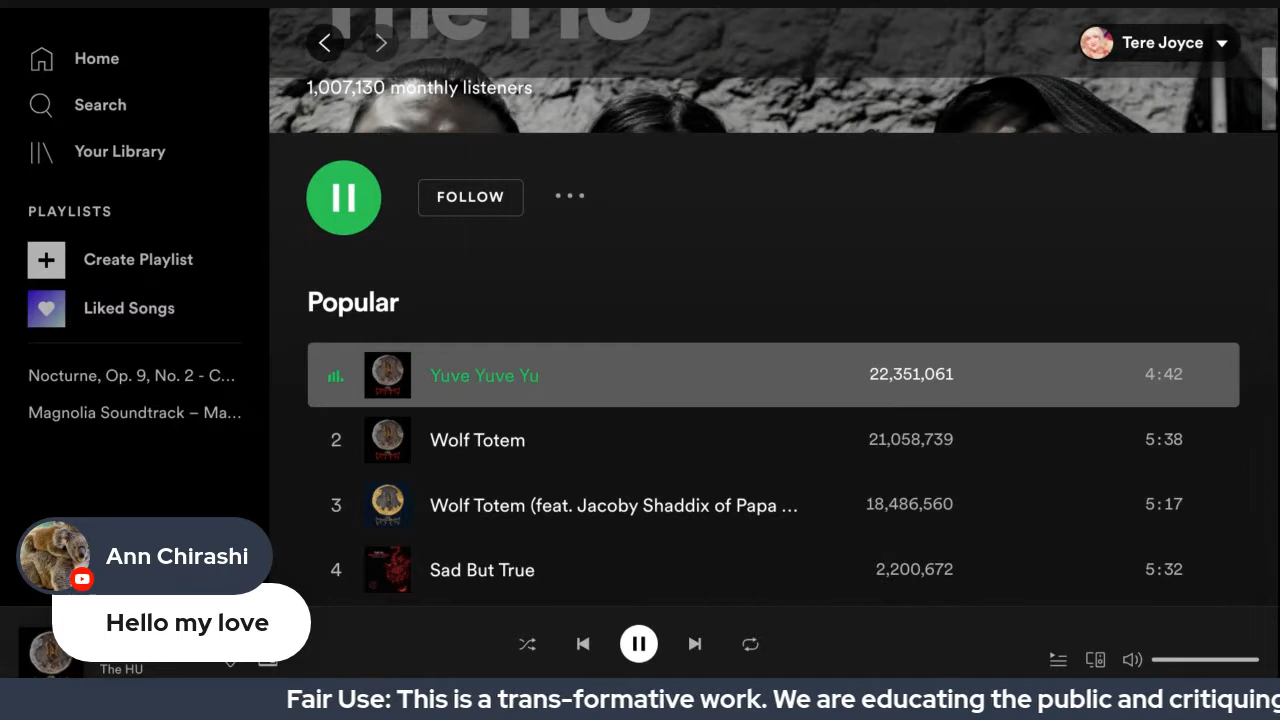 The HU
Tere Joyce
1,007,130 monthly listeners
Home
Search
Your Library
PLAYLISTS
Create Playlist
Liked Songs
Nocturne, Op. 9, No. 2 - C...
Magnolia Soundtrack – Ma...
FOLLOW
Popular
Yuve Yuve Yu 22,351,061 4:42
2 Wolf Totem 21,058,739 5:38
3 Wolf Totem (feat. Jacoby Shaddix of Papa ... 18,486,560 5:17
4 Sad But True 2,200,672 5:32
Ann Chirashi
Hello my love
The HU
Fair Use: This is a trans-formative work. We are educating the public and critiquing